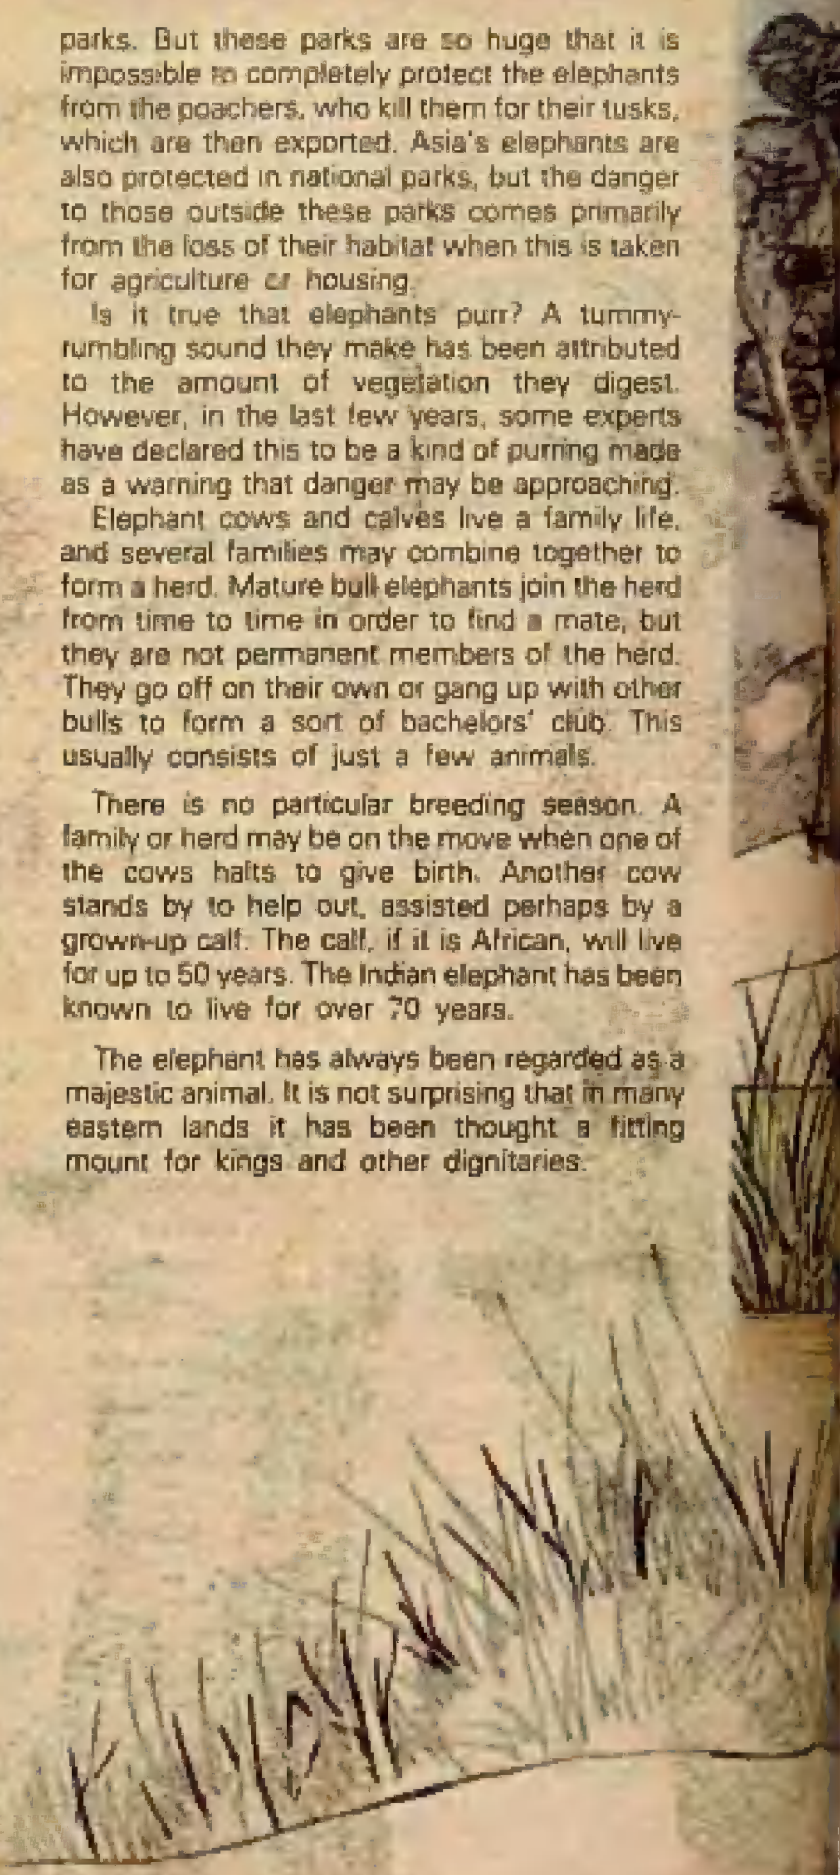 parks. But these parks are so huge that it is
impossible to completely protect the elephants
from the poachers, who kill them for their tusks,
which are then exported. Asia's elephants are
also protected in national parks, but the danger
to those outside these parks comes primarily
from the loss of their habitat when this is taken
for agriculture or housing.
Is it true that elephants purr? A tummy-
rumbling sound they make has been attributed
to the amount of vegetation they digest.
However, in the last few years, some experts
have declared this to be a kind of purring made
as a warning that danger may be approaching.
Elephant cows and calves live a family life,
and several families may combine together to
form a herd. Mature bull elephants join the herd
from time to time in order to find a mate, but
they are not permanent members of the herd.
They go off on their own or gang up with other
bulls to form a sort of bachelors' club. This
usually consists of just a few animals.
There is no particular breeding season. A
family or herd may be on the move when one of
the cows halts to give birth. Another cow
stands by to help out, assisted perhaps by a
grown-up calf. The calf, if it is African, will live
for up to 50 years. The Indian elephant has been
known to live for over 70 years.
The elephant has always been regarded as a
majestic animal. It is not surprising that in many
eastern lands it has been thought a fitting
mount for kings and other dignitaries.